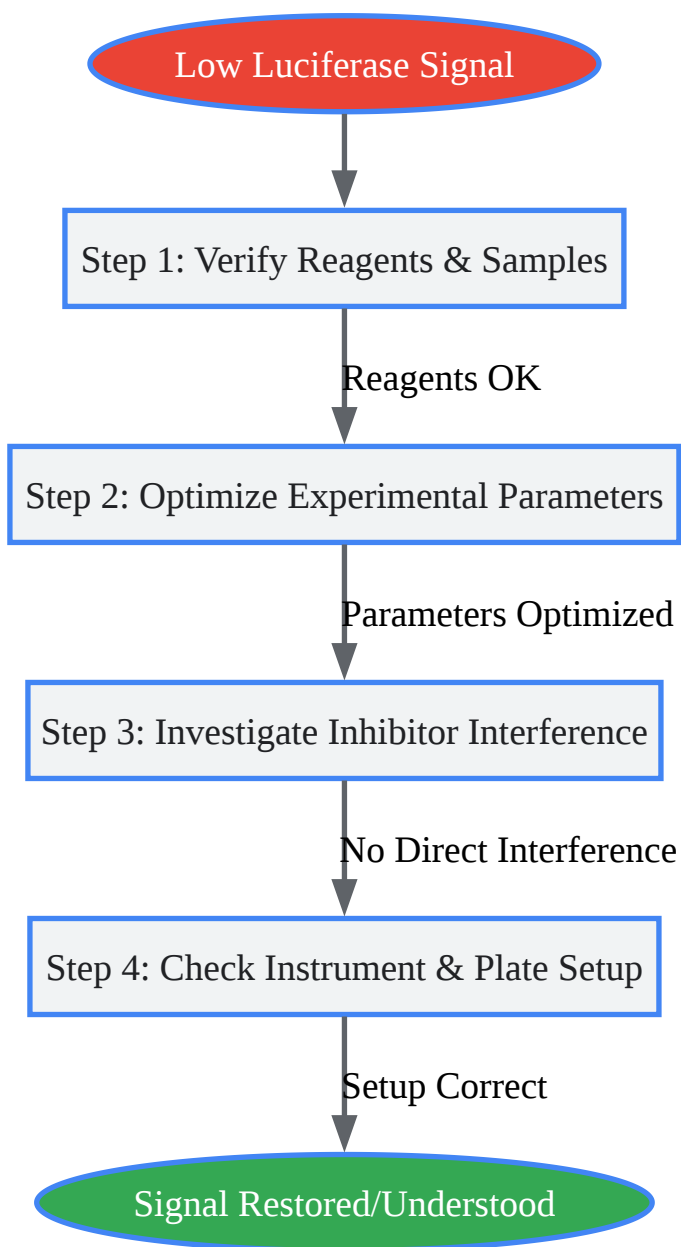 Low Luciferase Signal
Step 1: Verify Reagents & Samples
Reagents OK
Step 2: Optimize Experimental Parameters
Parameters Optimized
Step 3: Investigate Inhibitor Interference
No Direct Interference
Step 4: Check Instrument & Plate Setup
Setup Correct
Signal Restored/Understood